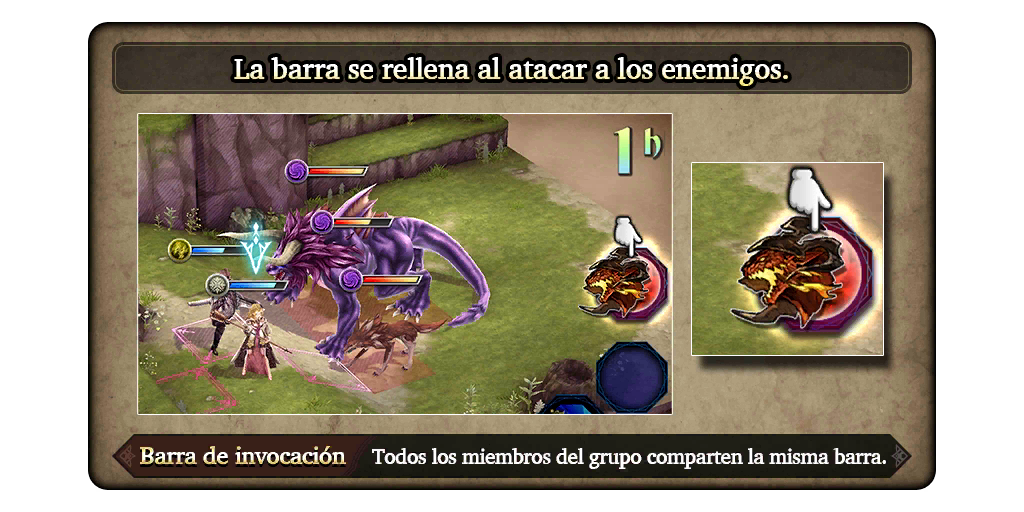 La barra se rellena al atacar a los enemigos.
1h
Barra de invocación
Todos los miembros del grupo comparten la misma barra.